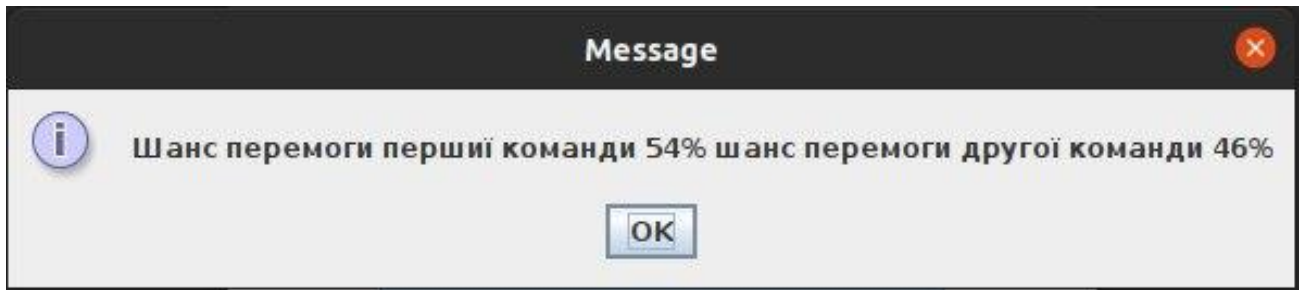 Message
Шанс перемоги першиї команди 54% шанс перемоги другої команди 46%
OK